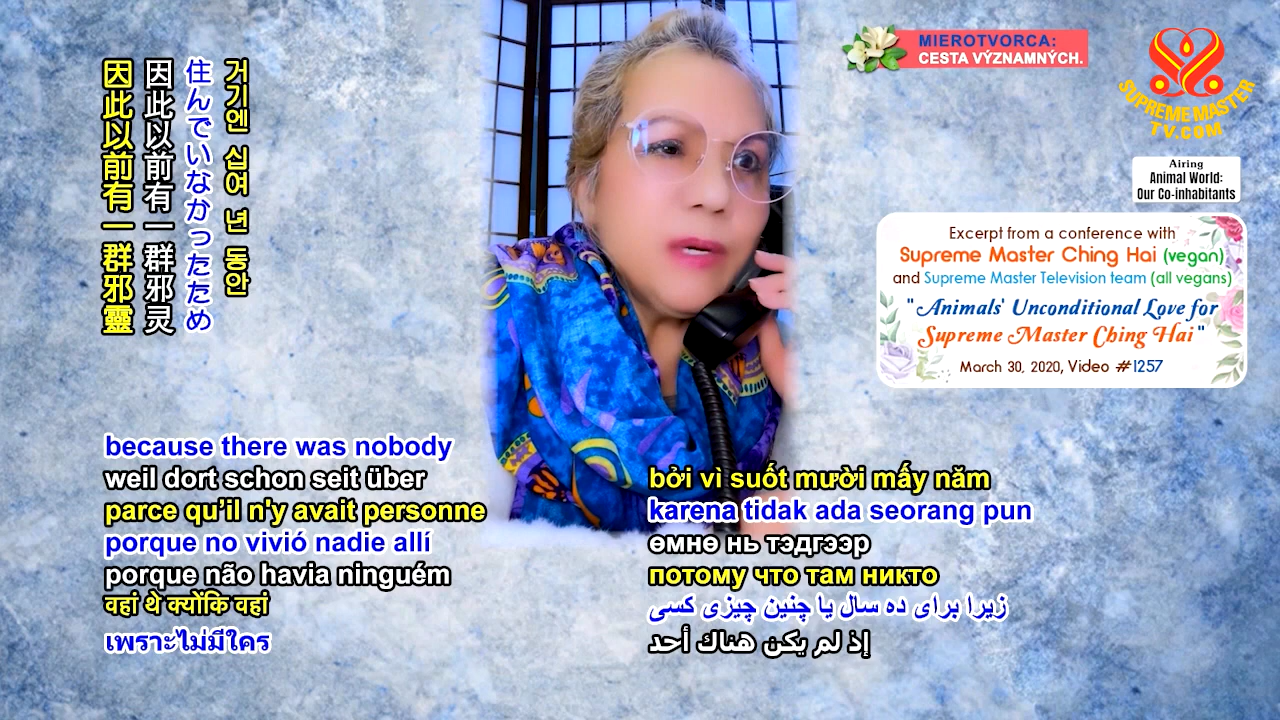 거기엔 십여 년 동안
住んでいなかったため
因此以前有一群邪灵
因此以前有一群邪靈
MIEROTVORCA:
CESTA VÝZNAMNÝCH.
SUPREME MASTER
TV.COM
Airing
Animal World:
Our Co-inhabitants
Excerpt from a conference with
Supreme Master Ching Hai (vegan)
and Supreme Master Television team (all vegans)
"Animals' Unconditional Love for
Supreme Master Ching Hai"
March 30, 2020, Video #1257
because there was nobody
weil dort schon seit über
parce qu’il n'y avait personne
porque no vivió nadie allí
porque não havia ninguém
वहां थे क्योंकि वहां
เพราะไม่มีใคร
bởi vì suốt mười mấy năm
karena tidak ada seorang pun
өмнө нь тэдгээр
потому что там никто
زیرا برای ده سال یا چنین چیزی کسی
إذ لم يكن هناك أحد